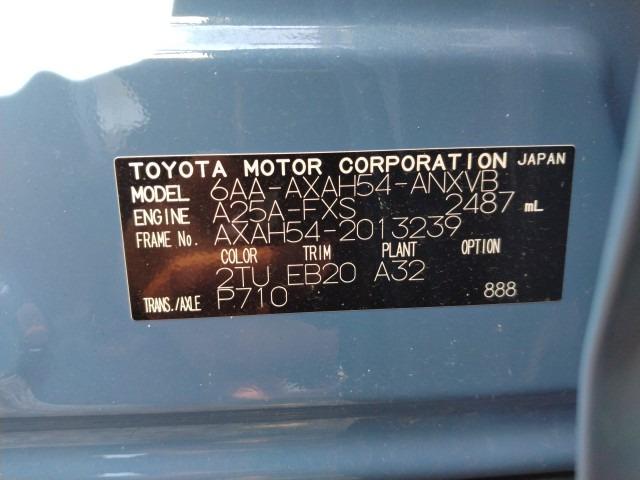 TOYOTA MOTOR CORPORATION JAPAN
MODEL 6AA-AXAH54-ANXVB
ENGINE A25A-FXS 2487 mL
FRAME No. AXAH54-2013239
COLOR TRIM PLANT OPTION
2TU EB20 A32
TRANS./AXLE P710 888